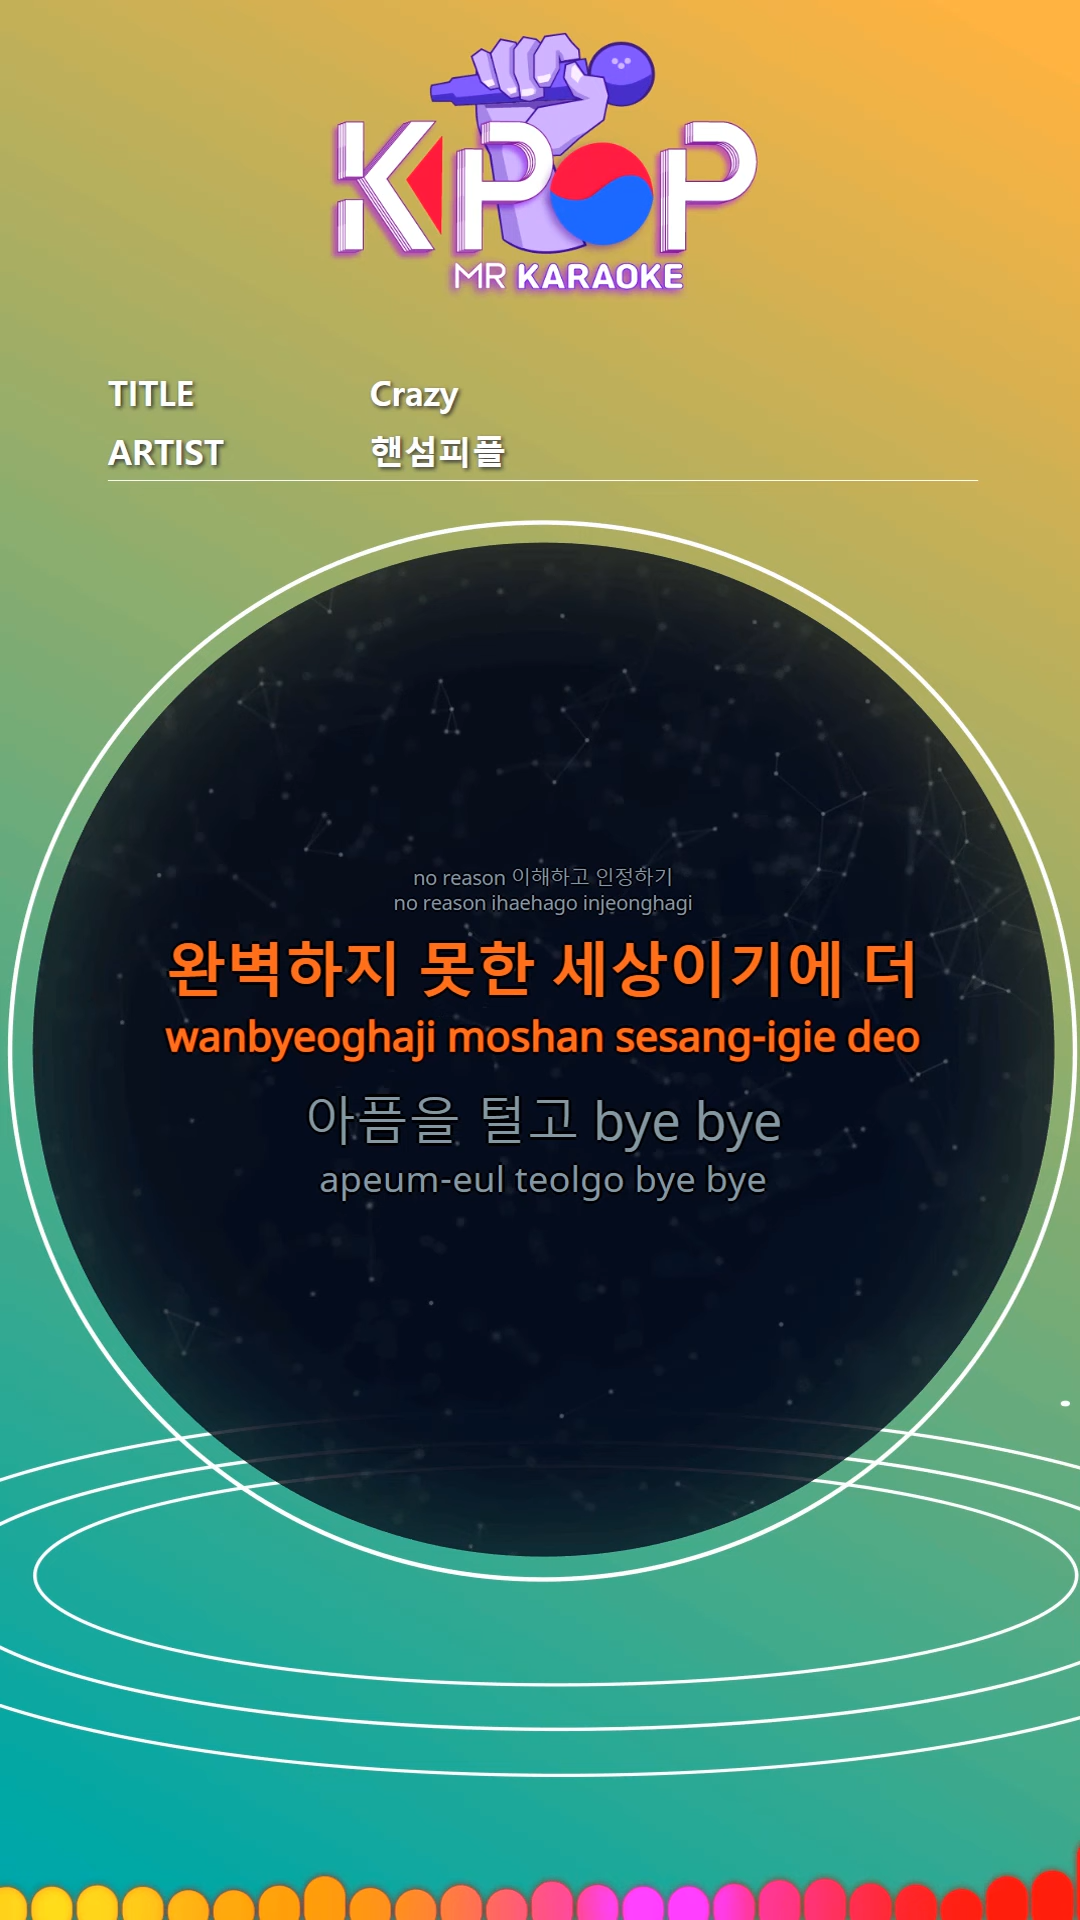 KPOP
MR KARAOKE
TITLE Crazy
ARTIST 핸섬피플
no reason 이해하고 인정하기
no reason ihaehago injeonghagi
완벽하지 못한 세상이기에 더
wanbyeoghaji moshan sesang-igie deo
아픔을 털고 bye bye
apeum-eul teolgo bye bye